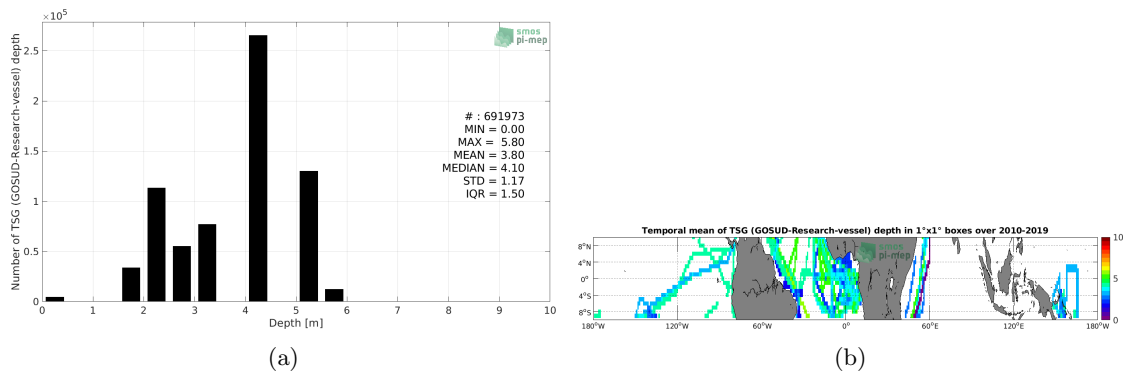 ×10⁵
Number of TSG (GOSUD-Research-vessel) depth
2.5
2
1.5
1
0.5
0
smos
pi-mep
# : 691973
MIN = 0.00
MAX = 5.80
MEAN = 3.80
MEDIAN = 4.10
STD = 1.17
IQR = 1.50
0 1 2 3 4 5 6 7 8 9 10
Depth [m]
(a)
Temporal mean of TSG (GOSUD-Research-vessel) depth in 1°x1° boxes over 2010-2019
8°N
4°N
0°
4°S
8°S
smos
pi-mep
180°W 120°W 60°W 0° 60°E 120°E 180°W
10
5
0
(b)